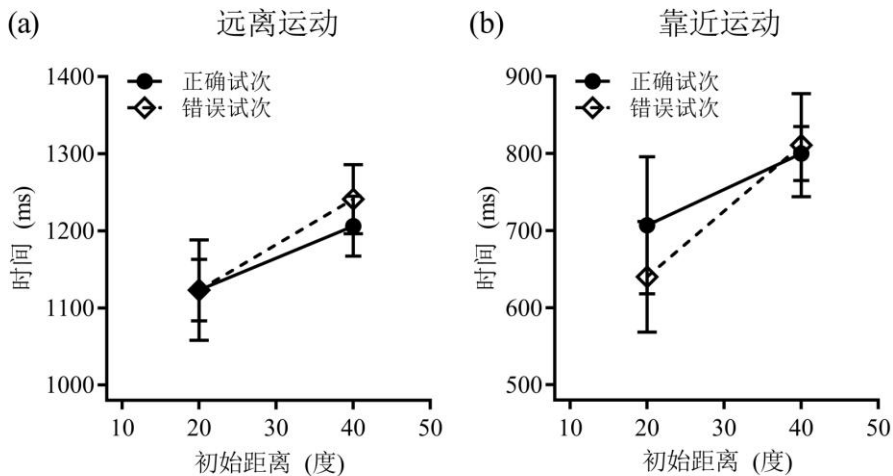 (a) 远离运动
正确试次
错误试次
时间 (ms)
1400
1300
1200
1100
1000
10 20 30 40 50
初始距离 (度)
(b) 靠近运动
正确试次
错误试次
时间 (ms)
900
800
700
600
500
10 20 30 40 50
初始距离 (度)